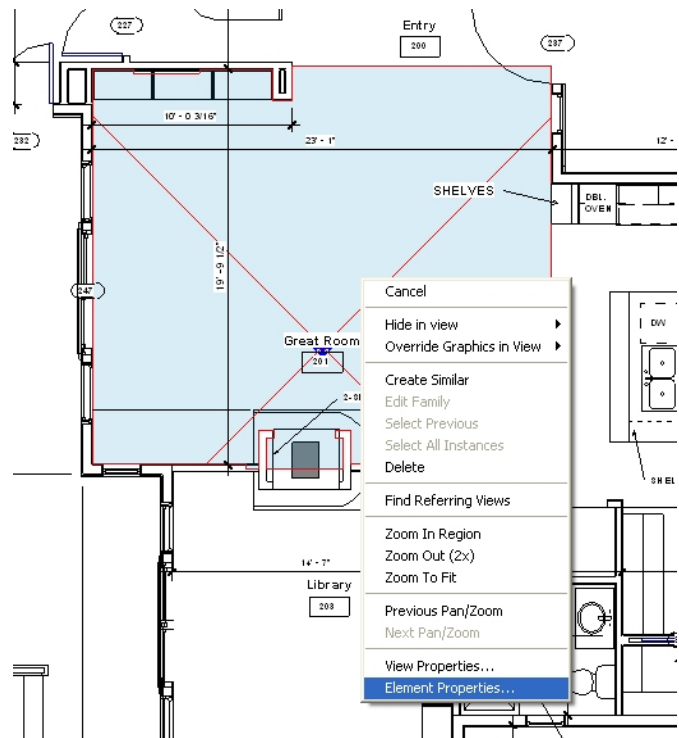 Entry
227
200
237
10' - 0 3/16"
23' - 1"
12' -
232
SHELVES
DBL.
OVEN
19' - 9 1/2"
247
Cancel
Hide in view
Override Graphics in View
DW
Great Room
201
Create Similar
Edit Family
2-SH
Select Previous
Select All Instances
Delete
SHEL
Find Referring Views
Zoom In Region
Zoom Out (2x)
14' - 7"
Zoom To Fit
Library
203
Previous Pan/Zoom
Next Pan/Zoom
View Properties...
Element Properties...